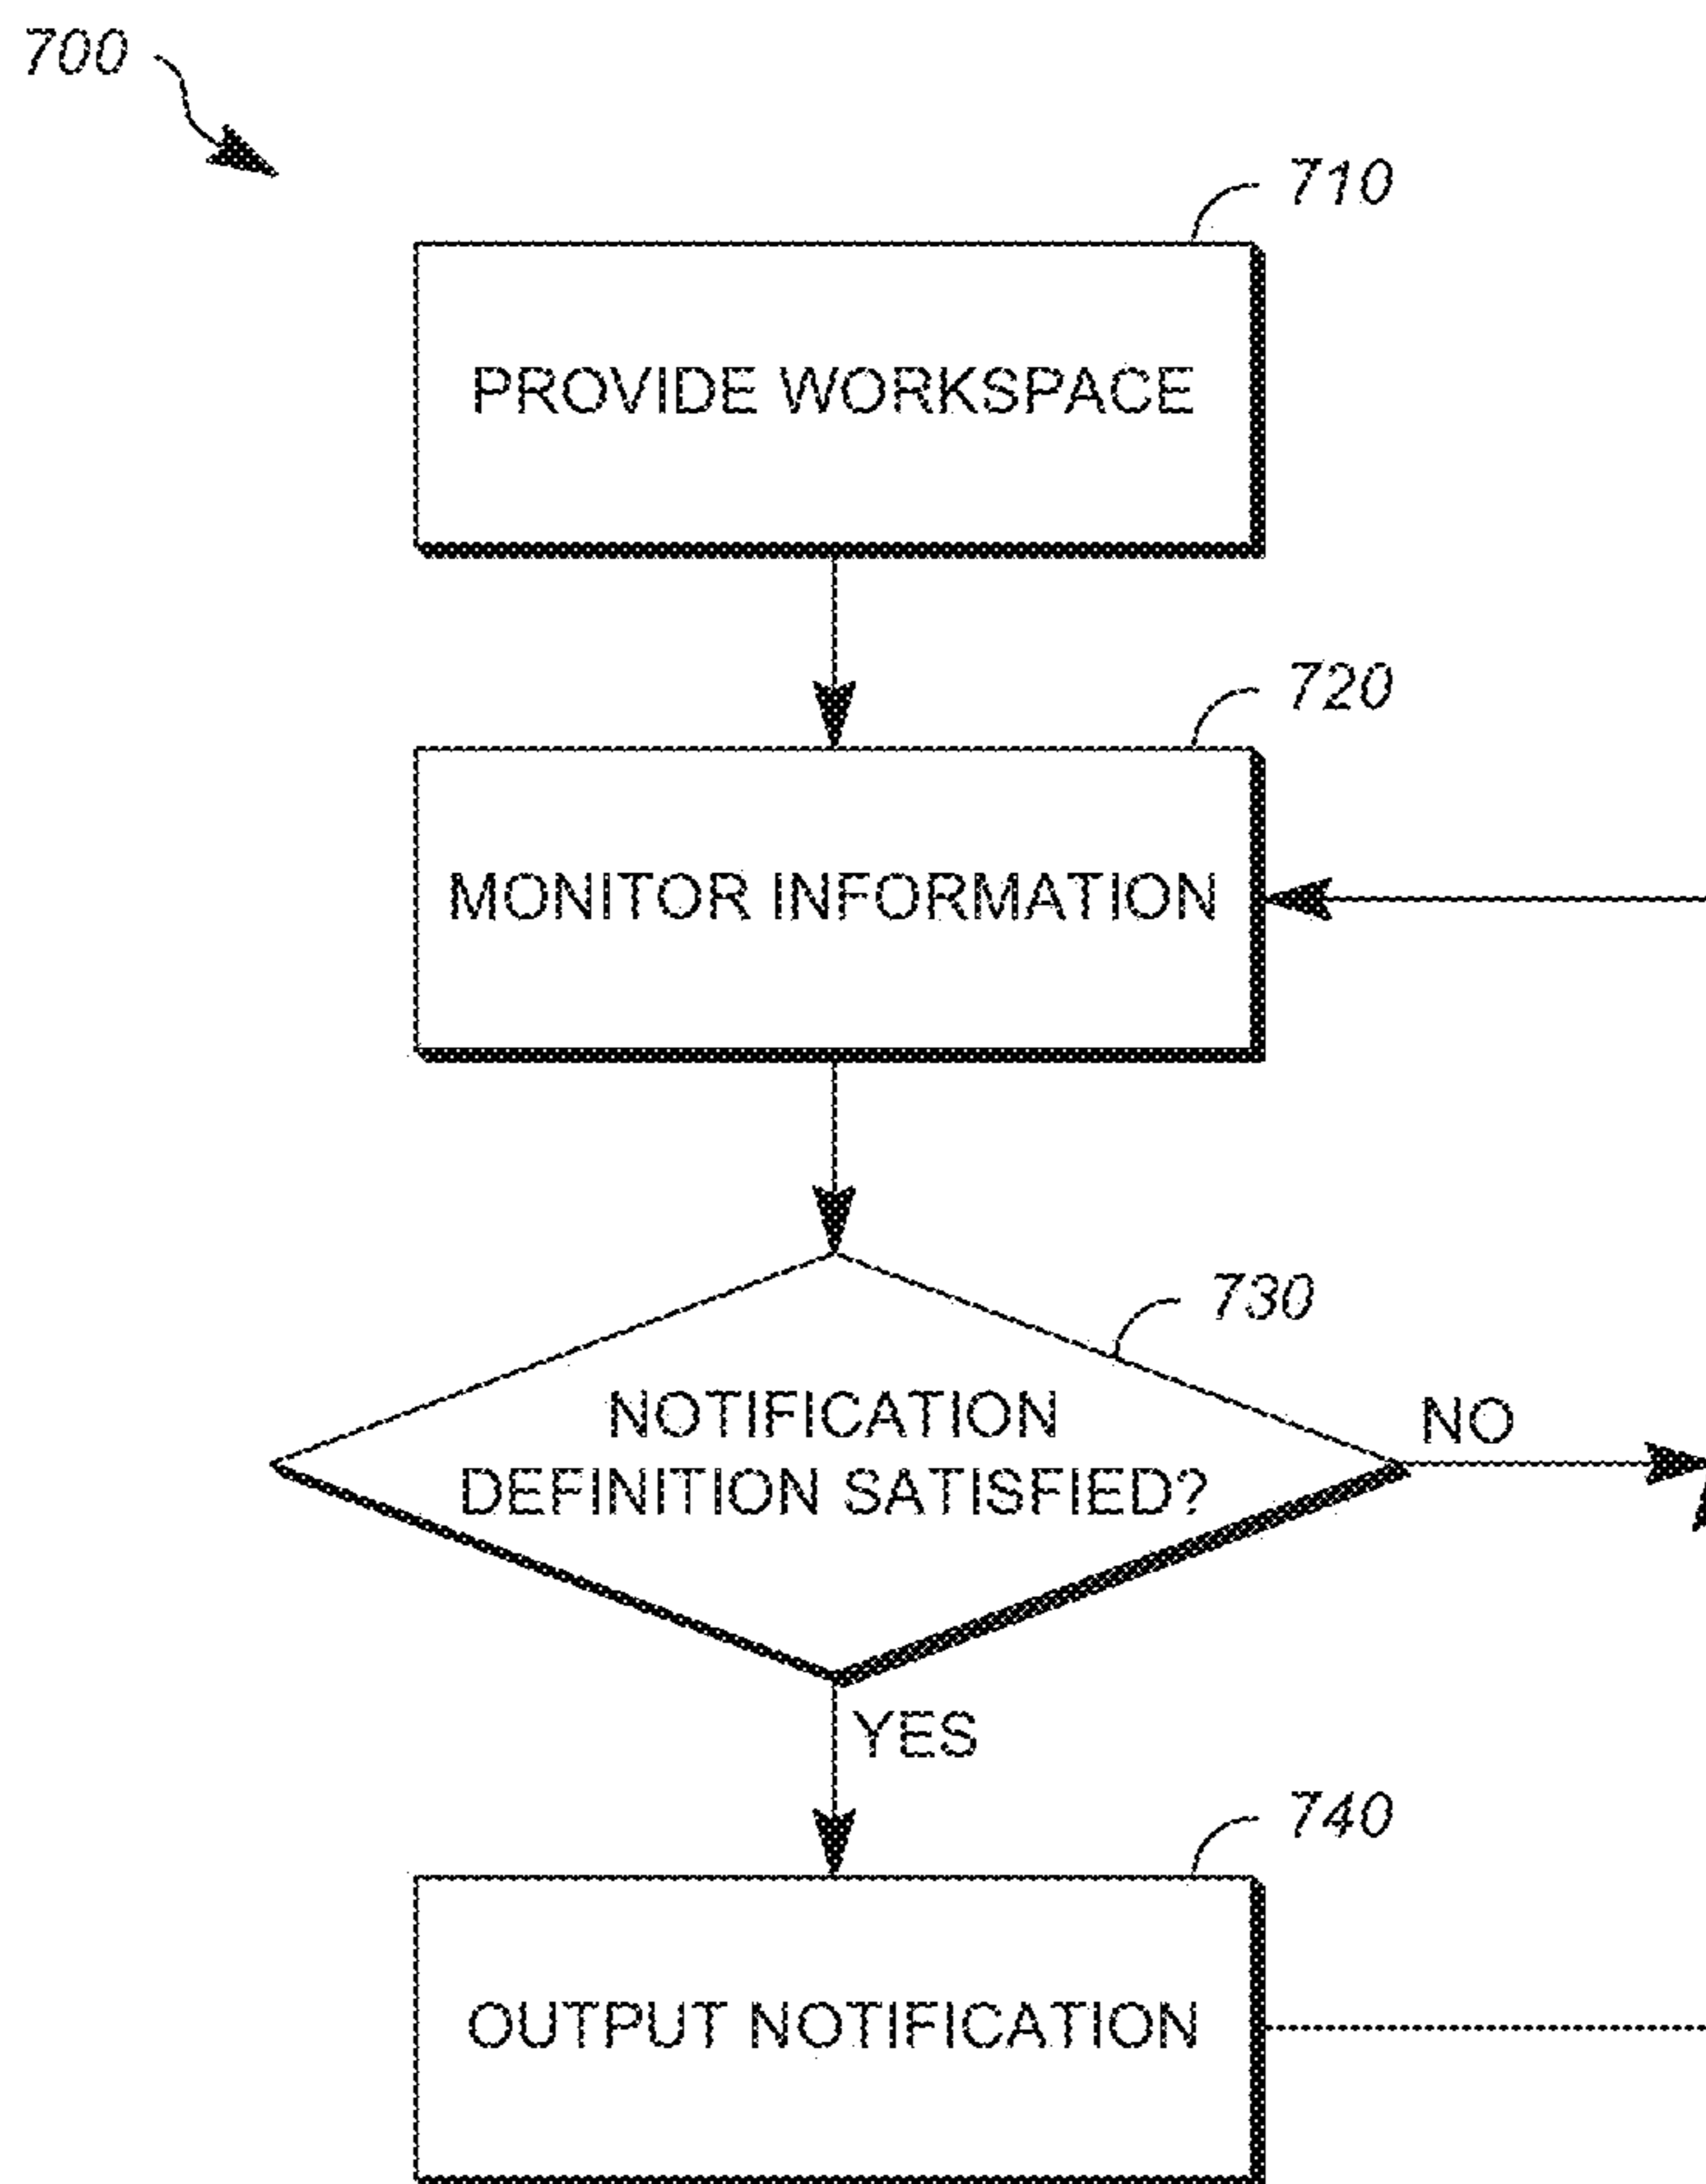 700
710
PROVIDE WORKSPACE
720
MONITOR INFORMATION
730
NOTIFICATION
DEFINITION SATISFIED?
NO
YES
740
OUTPUT NOTIFICATION